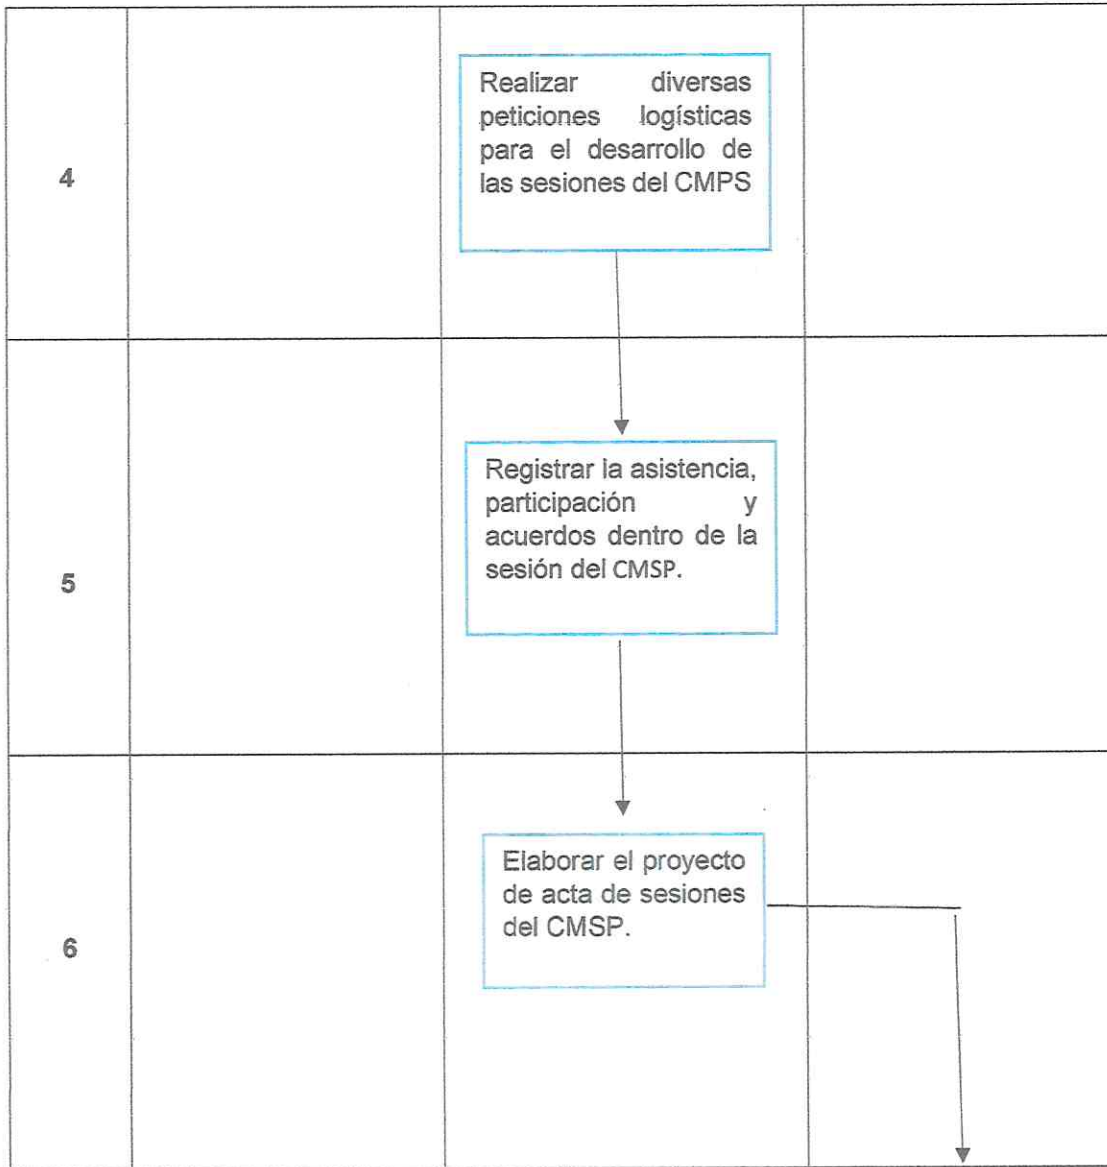 4
Realizar diversas
peticiones logísticas
para el desarrollo de
las sesiones del CMPS
5
Registrar la asistencia,
participación y
acuerdos dentro de la
sesión del CMSP.
6
Elaborar el proyecto
de acta de sesiones
del CMSP.